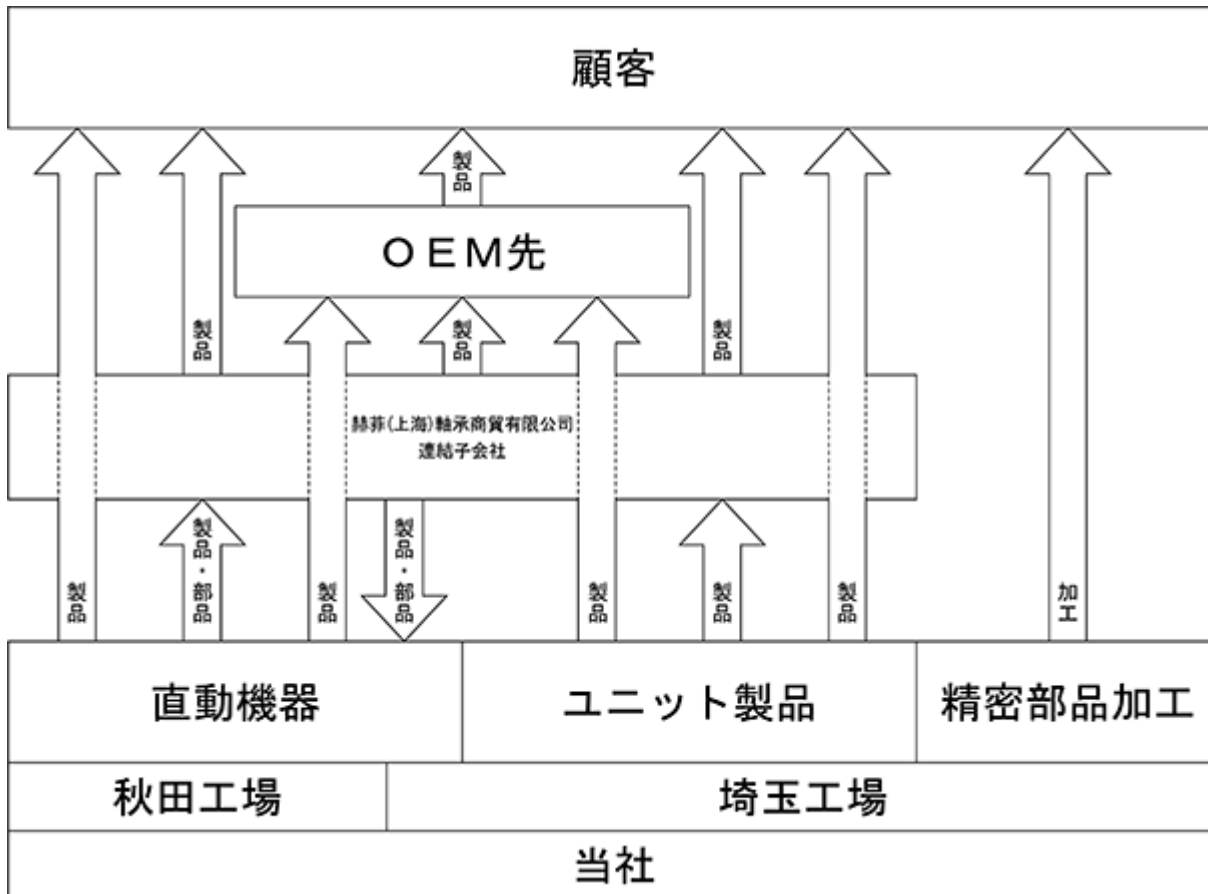 顧客
製品
ＯＥＭ先
製品
製品
製品
赫菲(上海)軸承商貿有限公司
連結子会社
製品
製品・部品
製品
製品・部品
製品
製品
製品
加工
直動機器
ユニット製品
精密部品加工
秋田工場
埼玉工場
当社